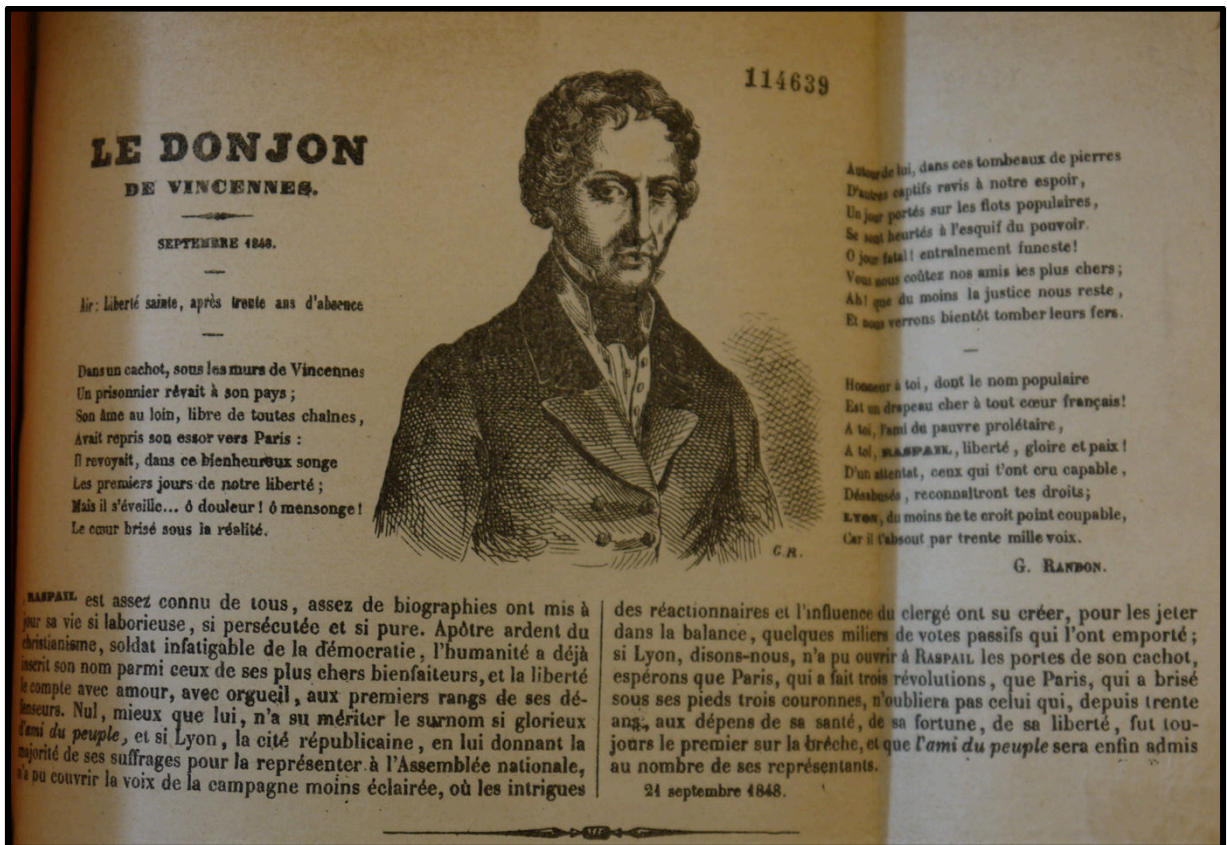 114639
LE DONJON
DE VINCENNES.
SEPTEMBRE 1848.
Air : Liberté sainte, après trente ans d'absence
Dans un cachot, sous les murs de Vincennes
Un prisonnier rêvait à son pays ;
Son âme au loin, libre de toutes chaînes,
Avait repris son essor vers Paris :
Il revoyait, dans ce bienheureux songe
Les premiers jours de notre liberté ;
Mais il s'éveille... ô douleur ! ô mensonge !
Le cœur brisé sous la réalité.
Autour de lui, dans ces tombeaux de pierres
D'autres captifs ravis à notre espoir,
Un jour portés sur les flots populaires,
Se sont heurtés à l'esquif du pouvoir.
O jour fatal ! entraînement funeste !
Vous nous coûtez nos amis les plus chers ;
Ah ! que du moins la justice nous reste,
Et nous verrons bientôt tomber leurs fers.
Honneur à toi, dont le nom populaire
Est un drapeau cher à tout cœur français !
A toi, l'ami du pauvre prolétaire,
A toi, RASPAIL, liberté, gloire et paix !
D'un attentat, ceux qui t'ont cru capable,
Désabusés, reconnaîtront tes droits ;
LYON, du moins ne te croit point coupable,
Car il t'absout par trente mille voix.
G. RANDON.
G. R.
RASPAIL est assez connu de tous, assez de biographies ont mis à
jour sa vie si laborieuse, si persécutée et si pure. Apôtre ardent du
christianisme, soldat infatigable de la démocratie, l'humanité a déjà
inscrit son nom parmi ceux de ses plus chers bienfaiteurs, et la liberté
le compte avec amour, avec orgueil, aux premiers rangs de ses dé-
fenseurs. Nul, mieux que lui, n'a su mériter le surnom si glorieux
d'ami du peuple, et si Lyon, la cité républicaine, en lui donnant la
majorité de ses suffrages pour la représenter à l'Assemblée nationale,
n'a pu couvrir la voix de la campagne moins éclairée, où les intrigues
des réactionnaires et l'influence du clergé ont su créer, pour les jeter
dans la balance, quelques miliers de votes passifs qui l'ont emporté ;
si Lyon, disons-nous, n'a pu ouvrir à RASPAIL les portes de son cachot,
espérons que Paris, qui a fait trois révolutions, que Paris, qui a brisé
sous ses pieds trois couronnes, n'oubliera pas celui qui, depuis trente
ans, aux dépens de sa santé, de sa fortune, de sa liberté, fut tou-
jours le premier sur la brêche, et que l'ami du peuple sera enfin admis
au nombre de ses représentants.
21 septembre 1848.